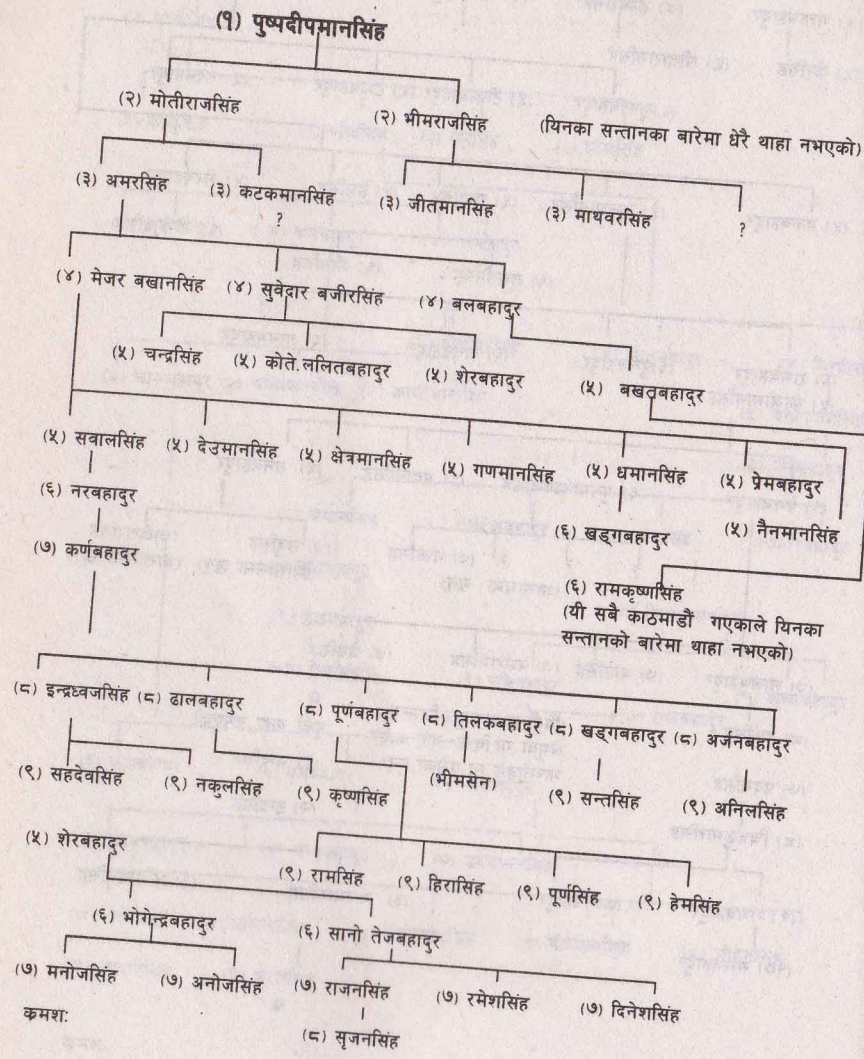 (१) पुष्पदीपमानसिंह
(२) मोतीराजसिंह
(२) भीमराजसिंह
(यिनका सन्तानका बारेमा धेरै थाहा नभएको)
(३) अमरसिंह
(३) कटकमानसिंह
?
(३) जीतमानसिंह
(३) माथवरसिंह
?
(४) मेजर बखानसिंह
(४) सुवेदार बजीरसिंह
(४) बलबहादुर
(५) चन्द्रसिंह
(५) कोते.ललितबहादुर
(५) शेरबहादुर
(५) बखतबहादुर
(५) सवालसिंह
(५) देउमानसिंह
(५) क्षेत्रमानसिंह
(५) गणमानसिंह
(५) धमानसिंह
(५) प्रेमबहादुर
(६) नरबहादुर
(६) खड्गबहादुर
(५) नैनमानसिंह
(७) कर्णबहादुर
(६) रामकृष्णसिंह
(यी सबै काठमाडौं गएकाले यिनका
सन्तानको बारेमा थाहा नभएको)
(८) इन्द्रध्वजसिंह
(८) ढालबहादुर
(८) पूर्णबहादुर
(८) तिलकबहादुर
(८) खड्गबहादुर
(८) अर्जनबहादुर
(९) सहदेवसिंह
(९) नकुलसिंह
(९) कृष्णसिंह
(भीमसेन)
(९) सन्तसिंह
(९) अनिलसिंह
(५) शेरबहादुर
(९) रामसिंह
(९) हिरासिंह
(९) पूर्णसिंह
(९) हेमसिंह
(६) भोगेन्द्रबहादुर
(६) सानो तेजबहादुर
(७) मनोजसिंह
(७) अनोजसिंह
(७) राजनसिंह
(७) रमेशसिंह
(७) दिनेशसिंह
क्रमशः
(८) सृजनसिंह